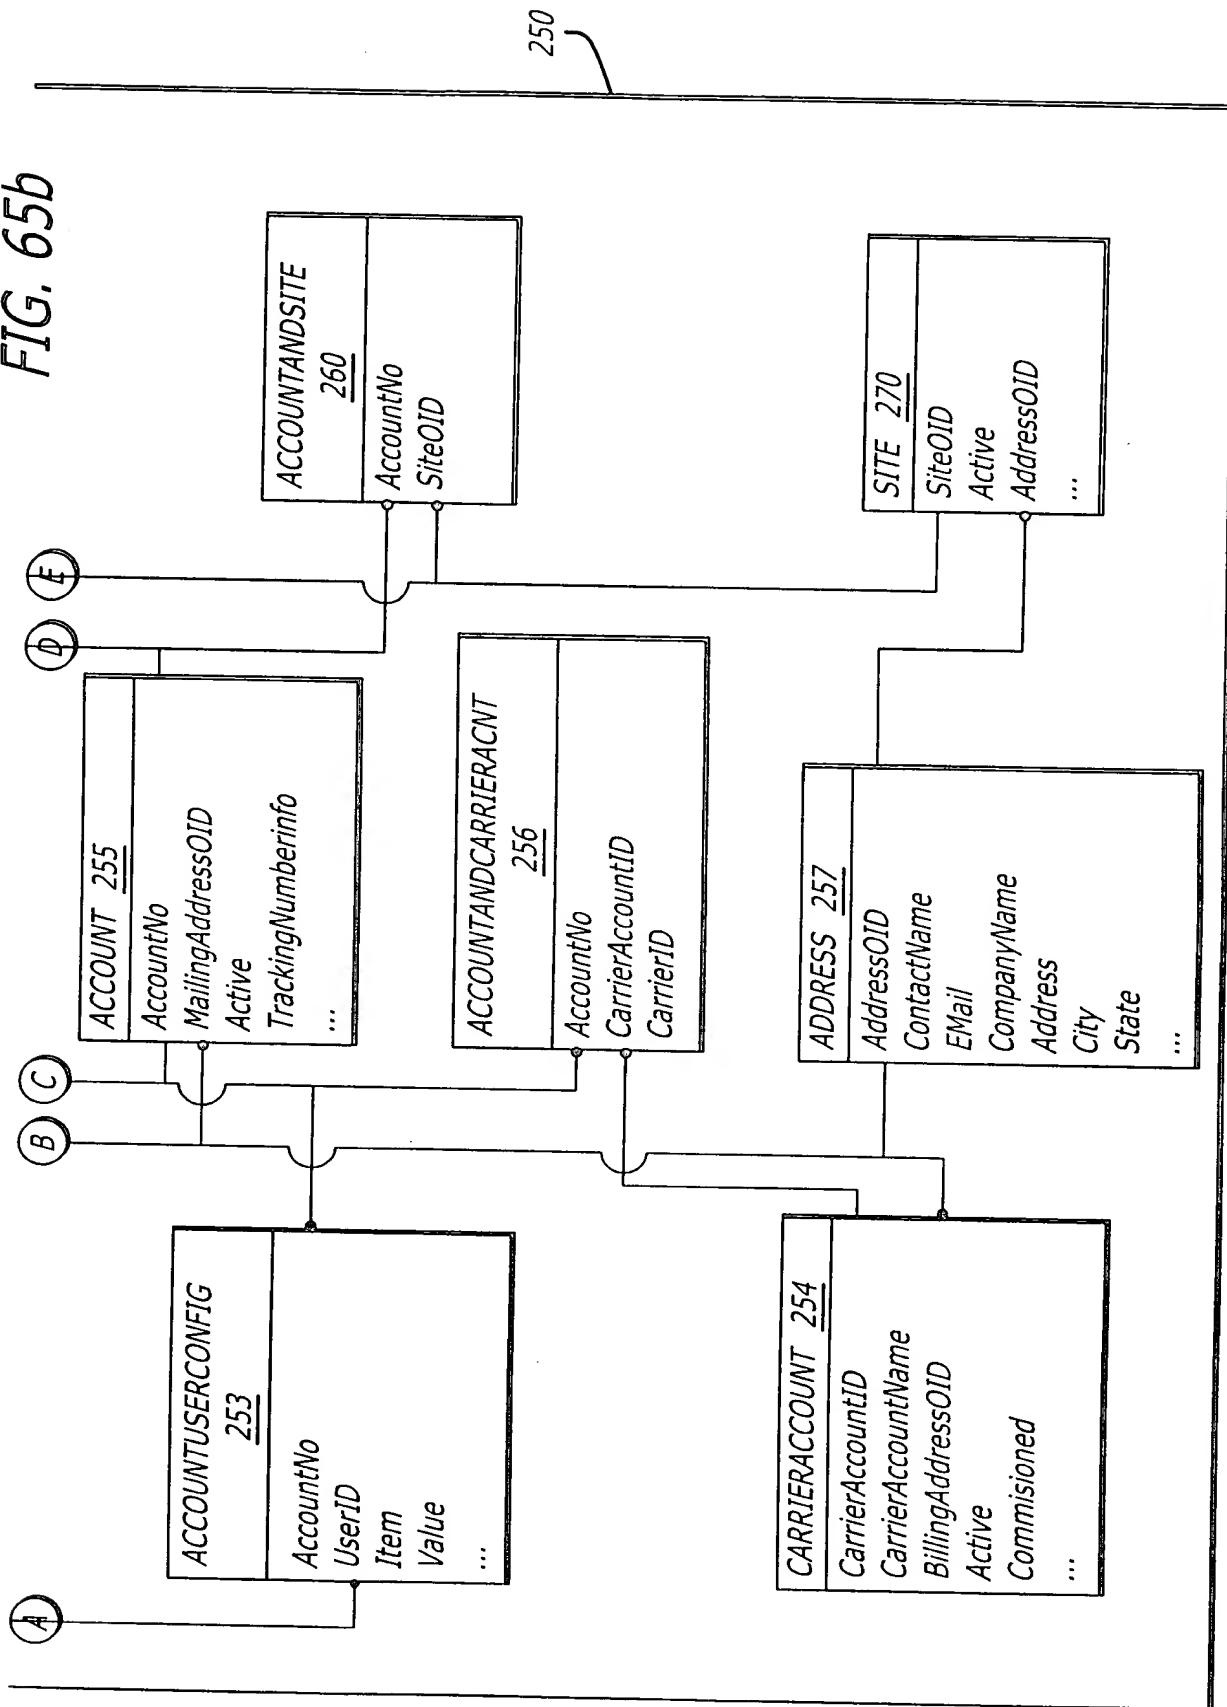 FIG. 65b
250
A
B
C
D
E
ACCOUNTUSERCONFIG
253
AccountNo
UserID
Item
Value
...
ACCOUNT 255
AccountNo
MailingAddressOID
Active
TrackingNumberinfo
...
ACCOUNTANDSITE
260
AccountNo
SiteOID
ACCOUNTANDCARRIERACNT
256
AccountNo
CarrierAccountID
CarrierID
CARRIERACCOUNT 254
CarrierAccountID
CarrierAccountName
BillingAddressOID
Active
Commisioned
...
ADDRESS 257
AddressOID
ContactName
EMail
CompanyName
Address
City
State
...
SITE 270
SiteOID
Active
AddressOID
...